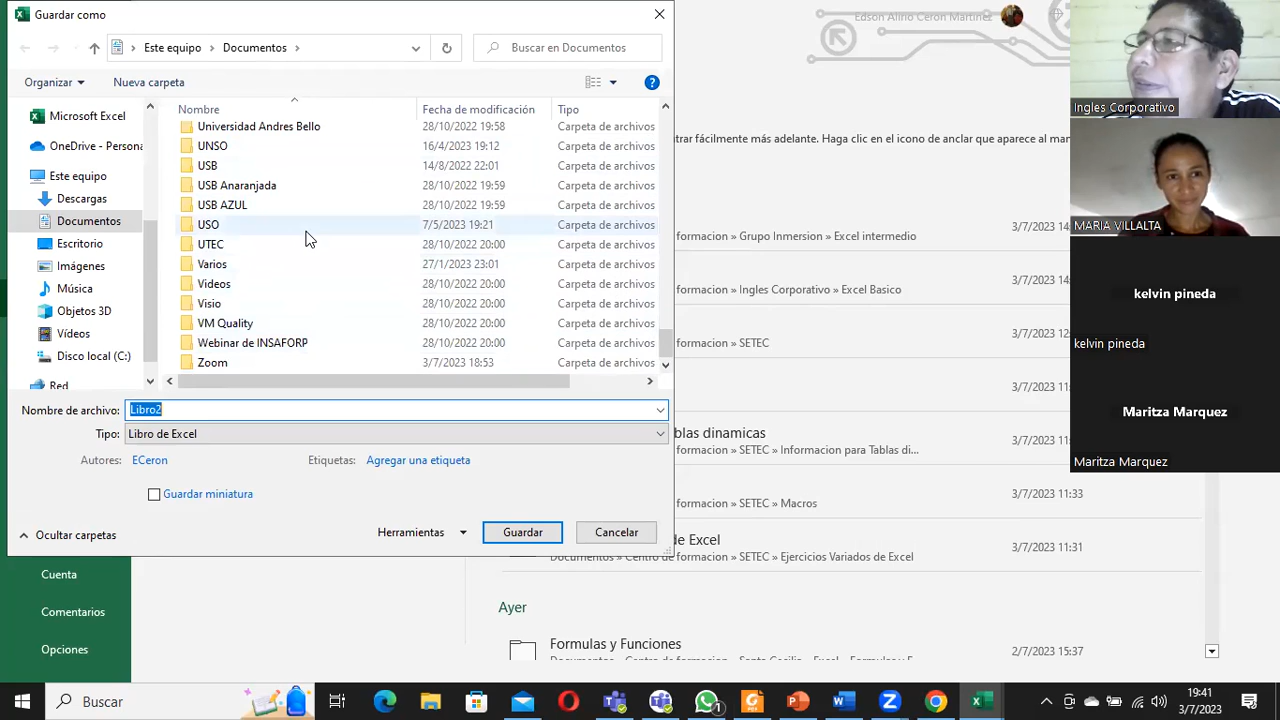 Guardar como
Edson Alirio Ceron Martinez
Este equipo
Documentos
Buscar en Documentos
Organizar
Nueva carpeta
Microsoft Excel
OneDrive - Persona
Este equipo
Descargas
Documentos
Escritorio
Imágenes
Música
Objetos 3D
Vídeos
Disco local (C:)
Red
Nombre
Fecha de modificación
Tipo
Universidad Andres Bello 28/10/2022 19:58 Carpeta de archivos
UNSO 16/4/2023 19:12 Carpeta de archivos
USB 14/8/2022 22:01 Carpeta de archivos
USB Anaranjada 28/10/2022 19:59 Carpeta de archivos
USB AZUL 28/10/2022 19:59 Carpeta de archivos
USO 7/5/2023 19:21 Carpeta de archivos
UTEC 28/10/2022 20:00 Carpeta de archivos
Varios 27/1/2023 23:01 Carpeta de archivos
Videos 28/10/2022 20:00 Carpeta de archivos
Visio 28/10/2022 20:00 Carpeta de archivos
VM Quality 28/10/2022 20:00 Carpeta de archivos
Webinar de INSAFORP 28/10/2022 20:00 Carpeta de archivos
Zoom 3/7/2023 18:53 Carpeta de archivos
Nombre de archivo: Libro2
Tipo: Libro de Excel
Autores: ECeron
Etiquetas: Agregar una etiqueta
Guardar miniatura
Ocultar carpetas
Herramientas
Guardar
Cancelar
trar fácilmente más adelante. Haga clic en el icono de anclar que aparece al mar
formacion » Grupo Inmersion » Excel intermedio
3/7/2023 14:
formacion » Ingles Corporativo » Excel Basico
3/7/2023 14:
formacion » SETEC
3/7/2023 12:
3/7/2023 11:
blas dinamicas
formacion » SETEC » Informacion para Tablas di...
3/7/2023 11:
formacion » SETEC » Macros
3/7/2023 11:33
de Excel
Documentos » Centro de formacion » SETEC » Ejercicios Variados de Excel
3/7/2023 11:31
Ayer
Formulas y Funciones
Documentos » Centro de formacion » Santa Cecilia » Excel » Formulas y F
2/7/2023 15:37
Cuenta
Comentarios
Opciones
Ingles Corporativo
MARIA VILLALTA
kelvin pineda
kelvin pineda
Maritza Marquez
Maritza Marquez
Buscar
1
19:41
3/7/2023